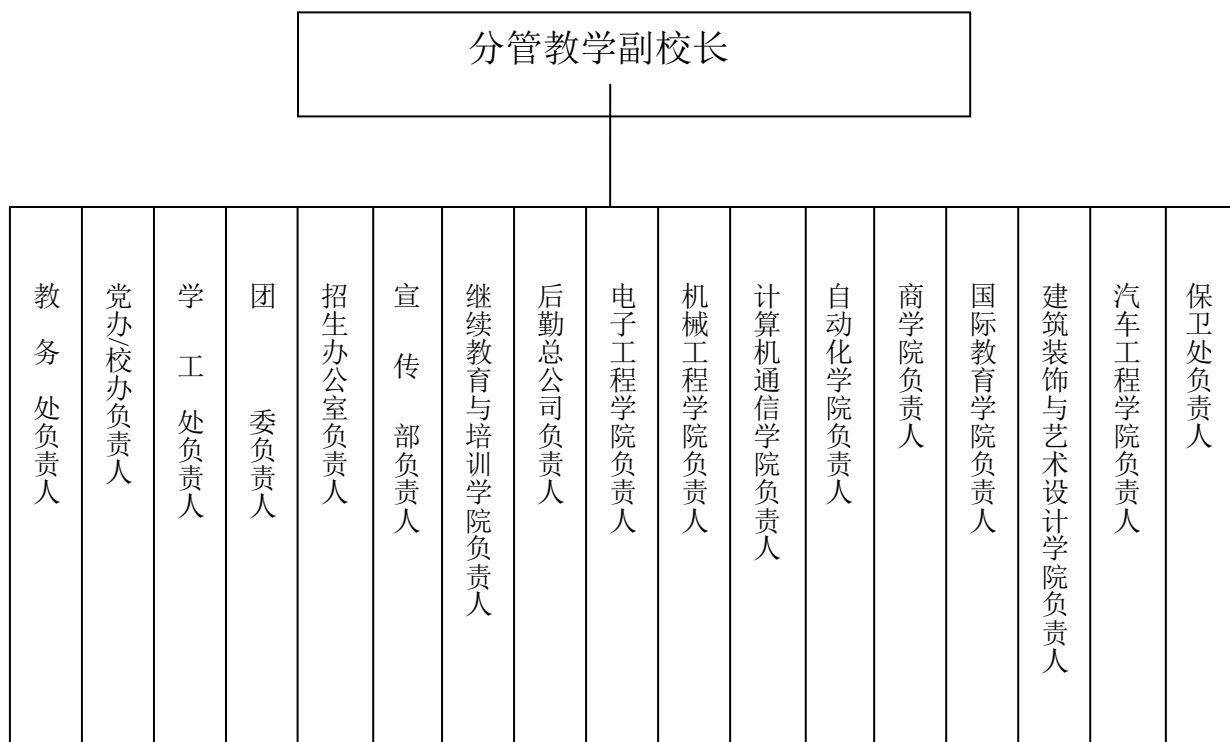 分管教学副校长
教务处负责人
党办/校办负责人
学工处负责人
团委负责人
招生办公室负责人
宣传部负责人
继续教育与培训学院负责人
后勤总公司负责人
电子工程学院负责人
机械工程学院负责人
计算机通信学院负责人
自动化学院负责人
商学院负责人
国际教育学院负责人
建筑装饰与艺术设计学院负责人
汽车工程学院负责人
保卫处负责人